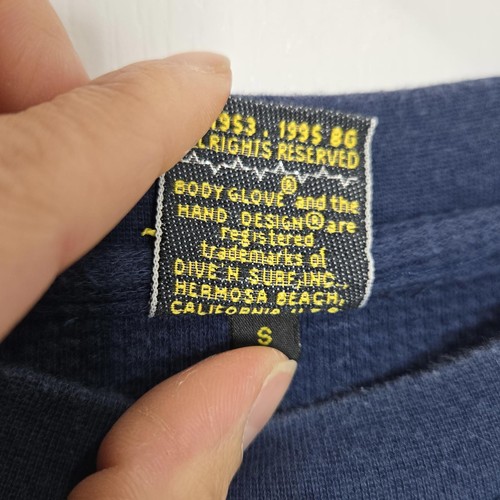 1953, 1995 BG
ALL RIGHTS RESERVED
BODY GLOVE® and the
HAND DESIGN® are
registered
trademarks of
DIVE N SURF, INC.,
HERMOSA BEACH,
CALIFORNIA
S